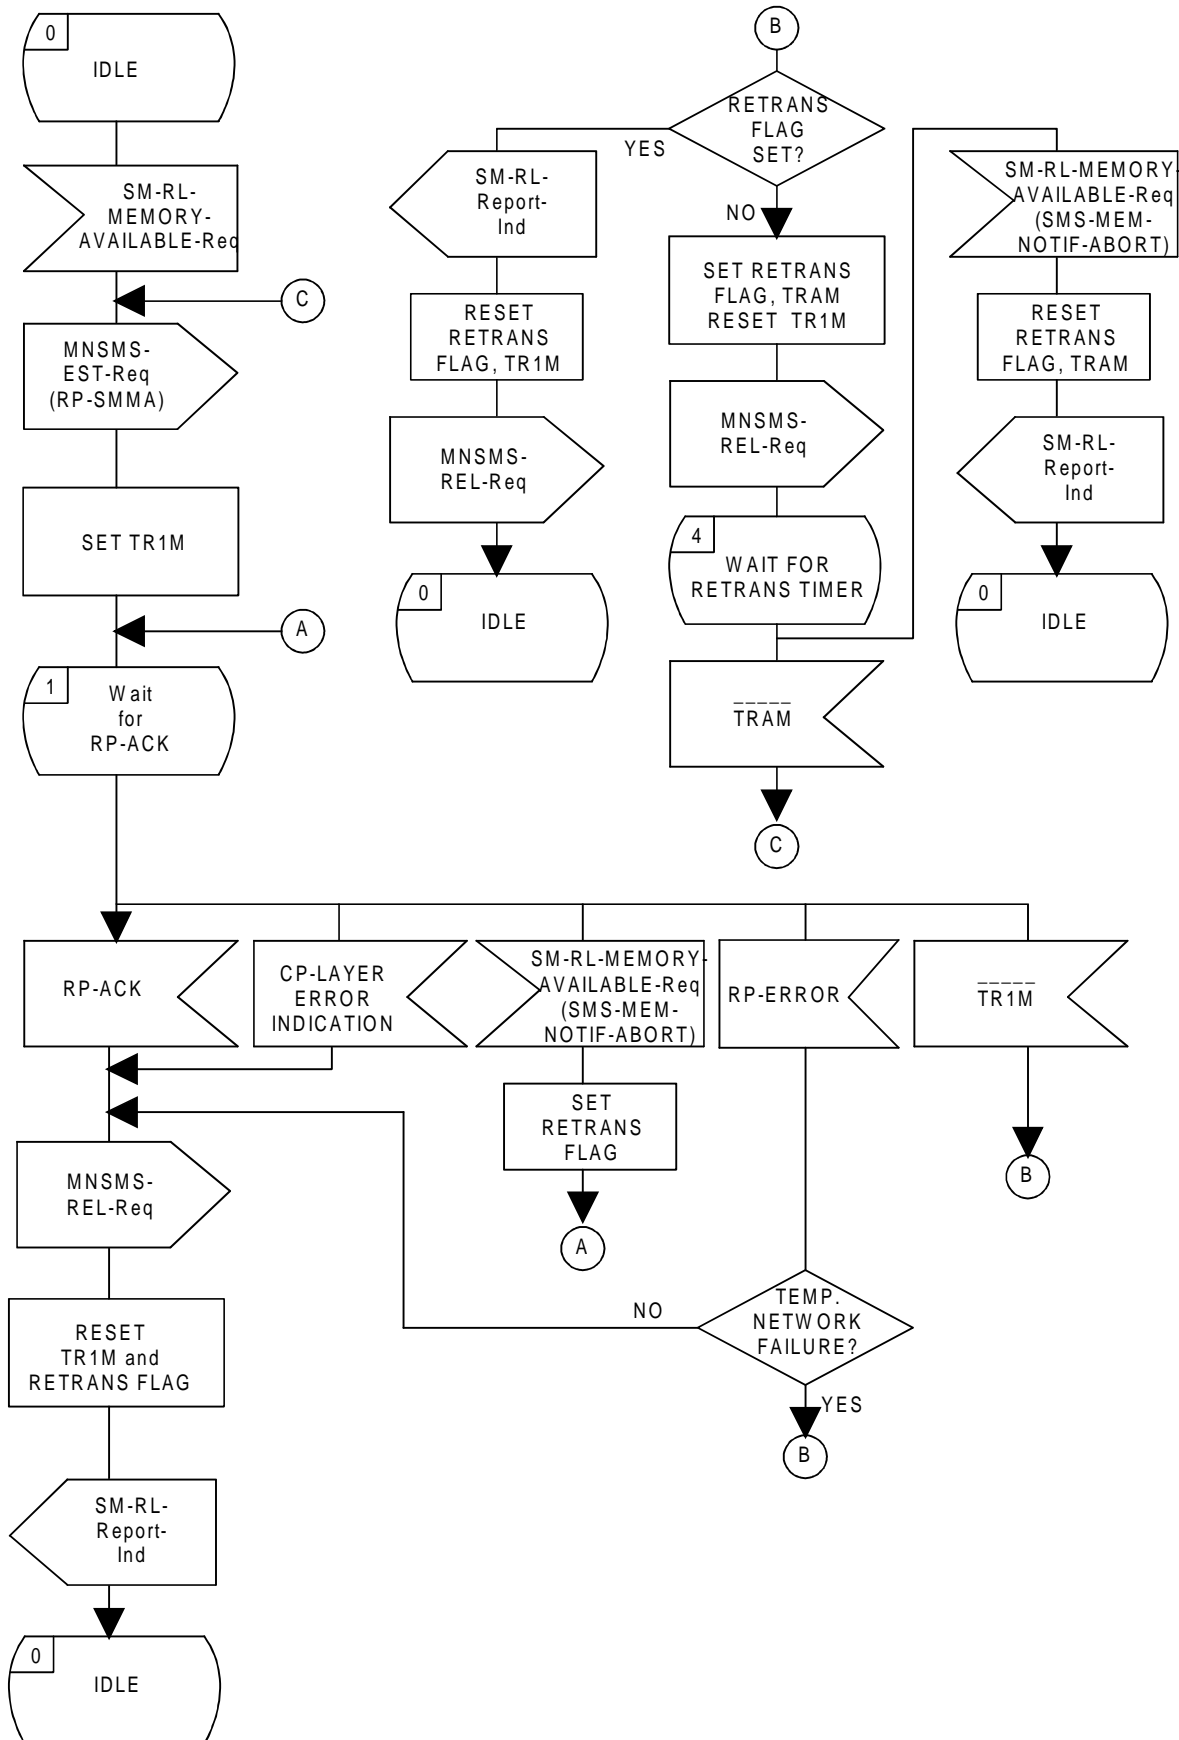 0
IDLE
SM-RL-
MEMORY-
AVAILABLE-Req
C
MNSMS-
EST-Req
(RP-SMMA)
SET TR1M
A
1
Wait
for
RP-ACK
B
RETRANS
FLAG
SET?
YES
NO
SM-RL-
Report-
Ind
RESET
RETRANS
FLAG, TR1M
MNSMS-
REL-Req
0
IDLE
SET RETRANS
FLAG, TRAM
RESET TR1M
MNSMS-
REL-Req
4
WAIT FOR
RETRANS TIMER
TRAM
C
SM-RL-MEMORY-
AVAILABLE-Req
(SMS-MEM-
NOTIF-ABORT)
RESET
RETRANS
FLAG, TRAM
SM-RL-
Report-
Ind
0
IDLE
RP-ACK
CP-LAYER
ERROR
INDICATION
SM-RL-MEMORY-
AVAILABLE-Req
(SMS-MEM-
NOTIF-ABORT)
RP-ERROR
TR1M
SET
RETRANS
FLAG
A
B
TEMP.
NETWORK
FAILURE?
NO
YES
B
MNSMS-
REL-Req
RESET
TR1M and
RETRANS FLAG
SM-RL-
Report-
Ind
0
IDLE